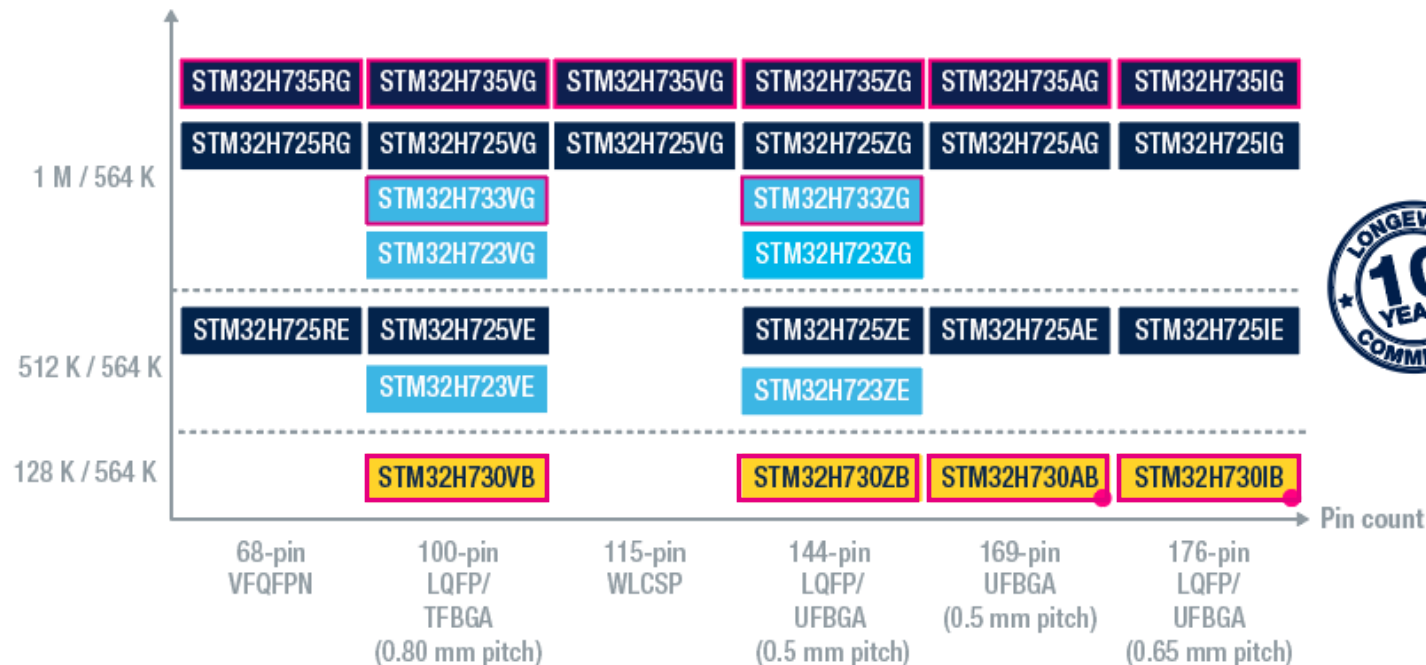 STM32H735RG STM32H735VG STM32H735VG STM32H735ZG STM32H735AG STM32H735IG
STM32H725RG STM32H725VG STM32H725VG STM32H725ZG STM32H725AG STM32H725IG
1 M / 564 K
STM32H733VG STM32H733ZG
STM32H723VG STM32H723ZG
STM32H725RE STM32H725VE STM32H725ZE STM32H725AE STM32H725IE
512 K / 564 K
STM32H723VE STM32H723ZE
128 K / 564 K
STM32H730VB STM32H730ZB STM32H730AB STM32H730IB
Pin count
68-pin
VFQFPN
100-pin
LQFP/
TFBGA
(0.80 mm pitch)
115-pin
WLCSP
144-pin
LQFP/
UFBGA
(0.5 mm pitch)
169-pin
UFBGA
(0.5 mm pitch)
176-pin
LQFP/
UFBGA
(0.65 mm pitch)